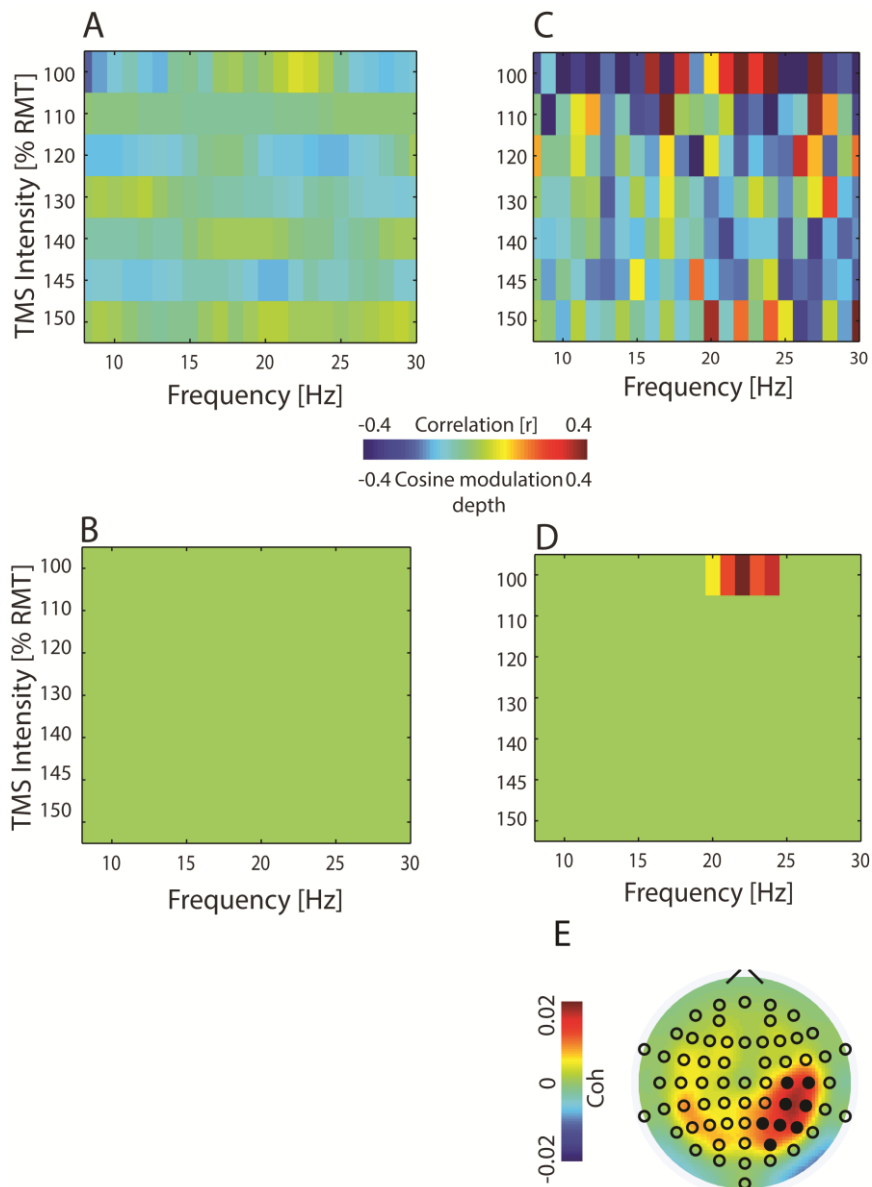 A
TMS Intensity [% RMT]
100
110
120
130
140
145
150
10 15 20 25 30
Frequency [Hz]
C
100
110
120
130
140
145
150
10 15 20 25 30
Frequency [Hz]
-0.4 Correlation [r] 0.4
-0.4 Cosine modulation 0.4
depth
B
TMS Intensity [% RMT]
100
110
120
130
140
145
150
10 15 20 25 30
Frequency [Hz]
D
100
110
120
130
140
145
150
10 15 20 25 30
Frequency [Hz]
E
0.02
0
-0.02
Coh